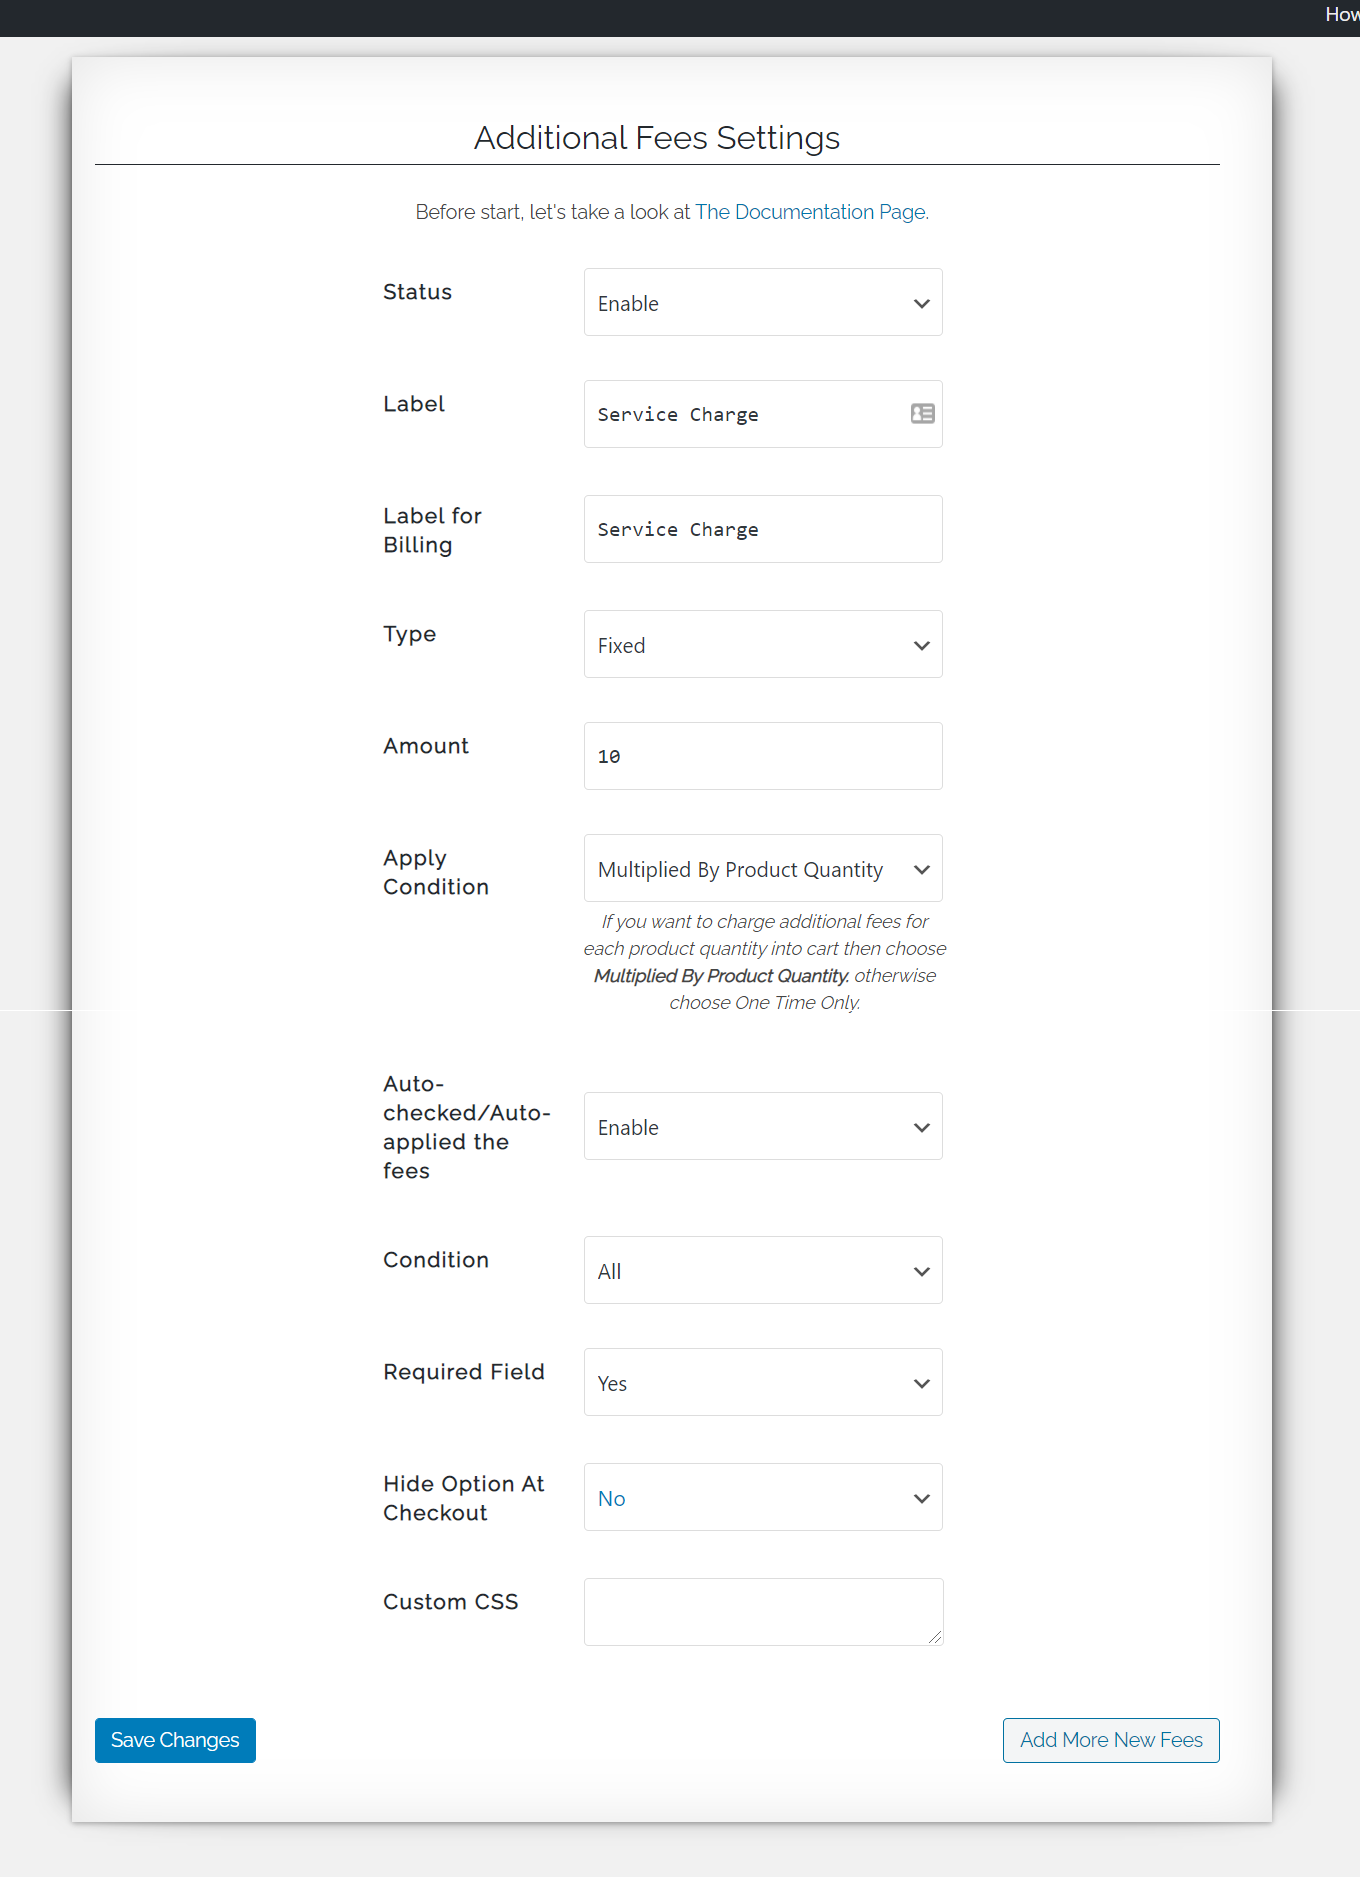 How
Additional Fees Settings
Before start, let's take a look at The Documentation Page.
Status
Enable
Label
Service Charge
Label for
Billing
Service Charge
Type
Fixed
Amount
10
Apply
Condition
Multiplied By Product Quantity
If you want to charge additional fees for
each product quantity into cart then choose
Multiplied By Product Quantity. otherwise
choose One Time Only.
Auto-
checked/Auto-
applied the
fees
Enable
Condition
All
Required Field
Yes
Hide Option At
Checkout
No
Custom CSS
Save Changes
Add More New Fees